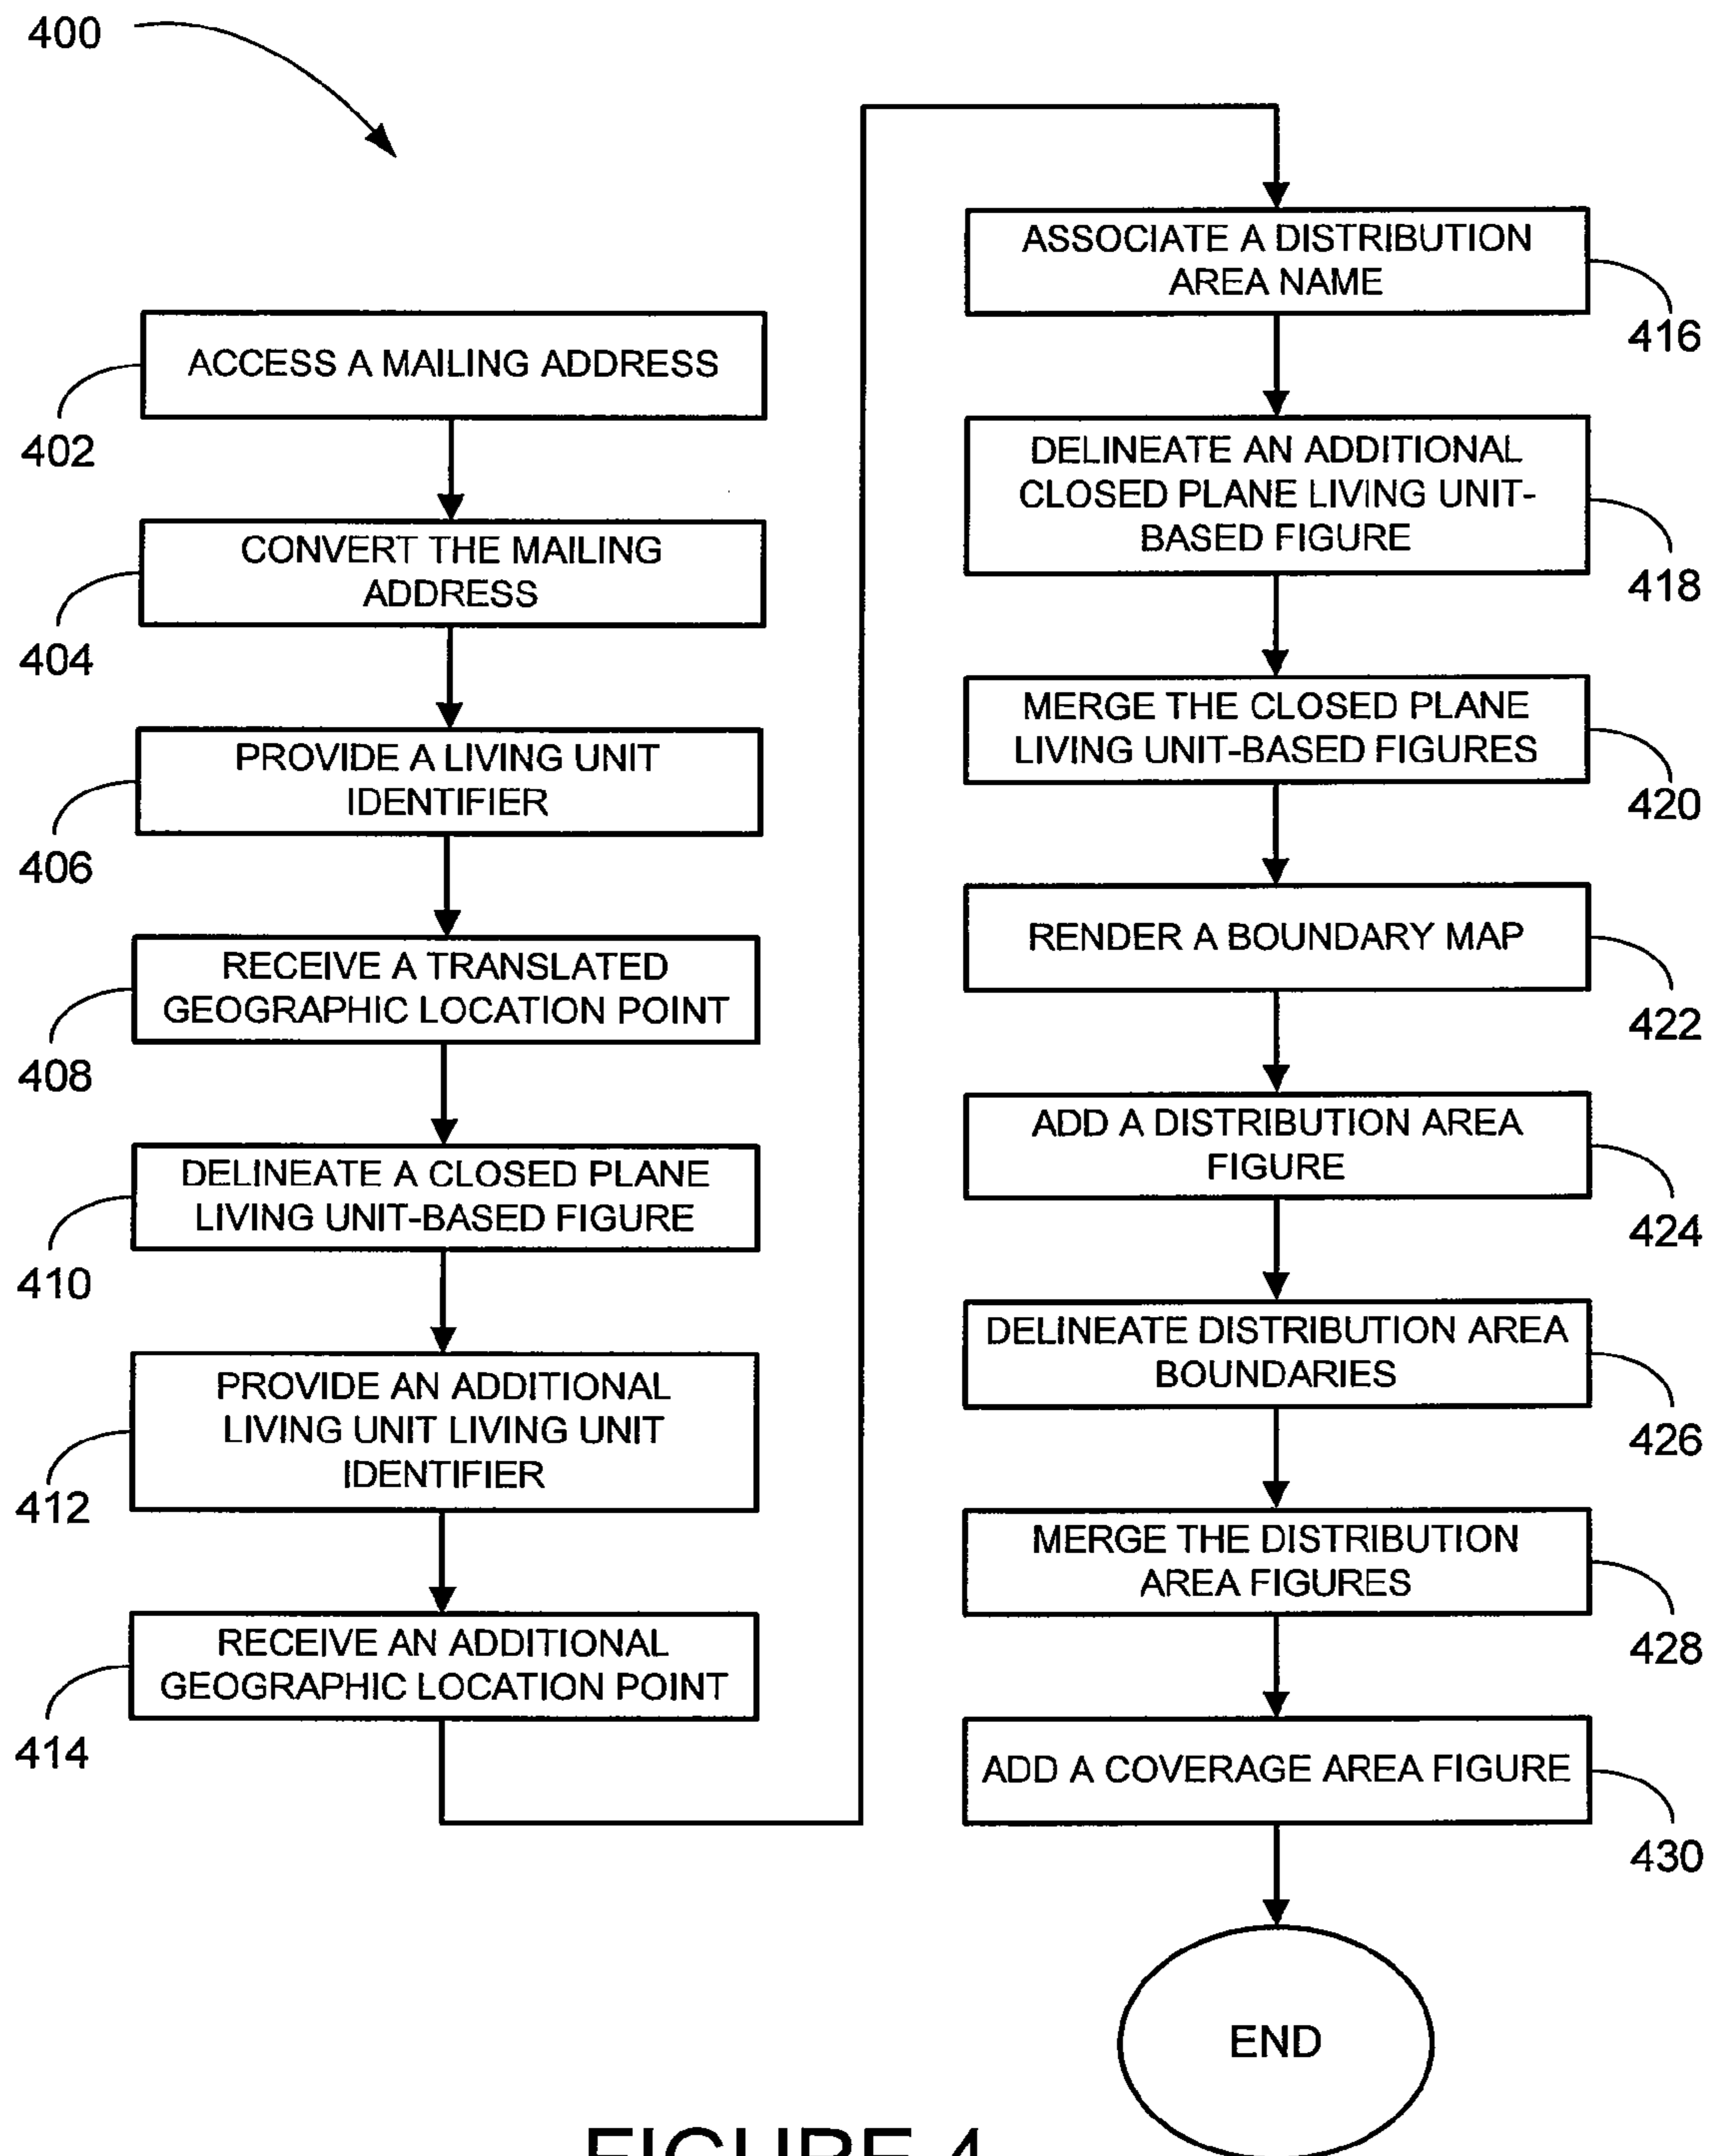 400
ACCESS A MAILING ADDRESS
402
CONVERT THE MAILING
ADDRESS
404
PROVIDE A LIVING UNIT
IDENTIFIER
406
RECEIVE A TRANSLATED
GEOGRAPHIC LOCATION POINT
408
DELINEATE A CLOSED PLANE
LIVING UNIT-BASED FIGURE
410
PROVIDE AN ADDITIONAL
LIVING UNIT LIVING UNIT
IDENTIFIER
412
RECEIVE AN ADDITIONAL
GEOGRAPHIC LOCATION POINT
414
ASSOCIATE A DISTRIBUTION
AREA NAME
416
DELINEATE AN ADDITIONAL
CLOSED PLANE LIVING UNIT-
BASED FIGURE
418
MERGE THE CLOSED PLANE
LIVING UNIT-BASED FIGURES
420
RENDER A BOUNDARY MAP
422
ADD A DISTRIBUTION AREA
FIGURE
424
DELINEATE DISTRIBUTION AREA
BOUNDARIES
426
MERGE THE DISTRIBUTION
AREA FIGURES
428
ADD A COVERAGE AREA FIGURE
430
END
FIGURE 4